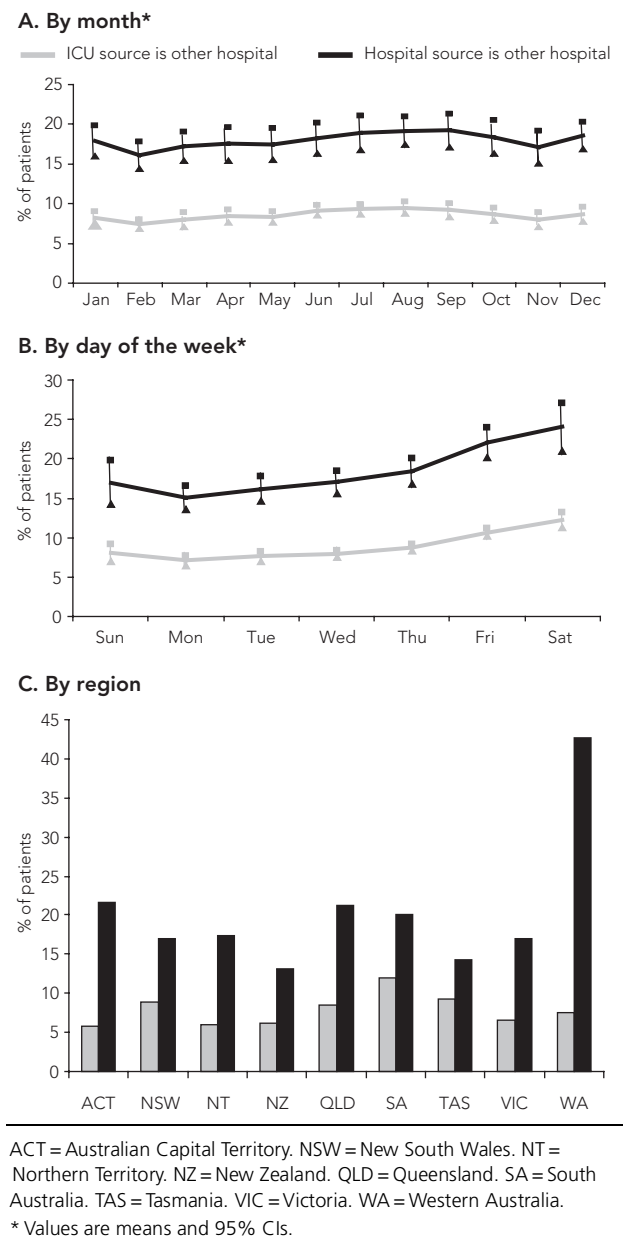 A. By month*
ICU source is other hospital Hospital source is other hospital
% of patients
25
20
15
10
5
0
Jan Feb Mar Apr May Jun Jul Aug Sep Oct Nov Dec
B. By day of the week*
% of patients
30
25
20
15
10
5
0
Sun Mon Tue Wed Thu Fri Sat
C. By region
% of patients
45
40
35
30
25
20
15
10
5
0
ACT NSW NT NZ QLD SA TAS VIC WA
ACT = Australian Capital Territory. NSW = New South Wales. NT =
Northern Territory. NZ = New Zealand. QLD = Queensland. SA = South
Australia. TAS = Tasmania. VIC = Victoria. WA = Western Australia.
* Values are means and 95% CIs.